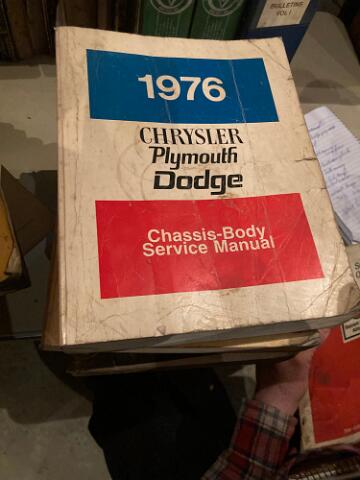 BULLETINS
VOL I
1976
CHRYSLER
Plymouth
Dodge
Chassis-Body
Service Manual